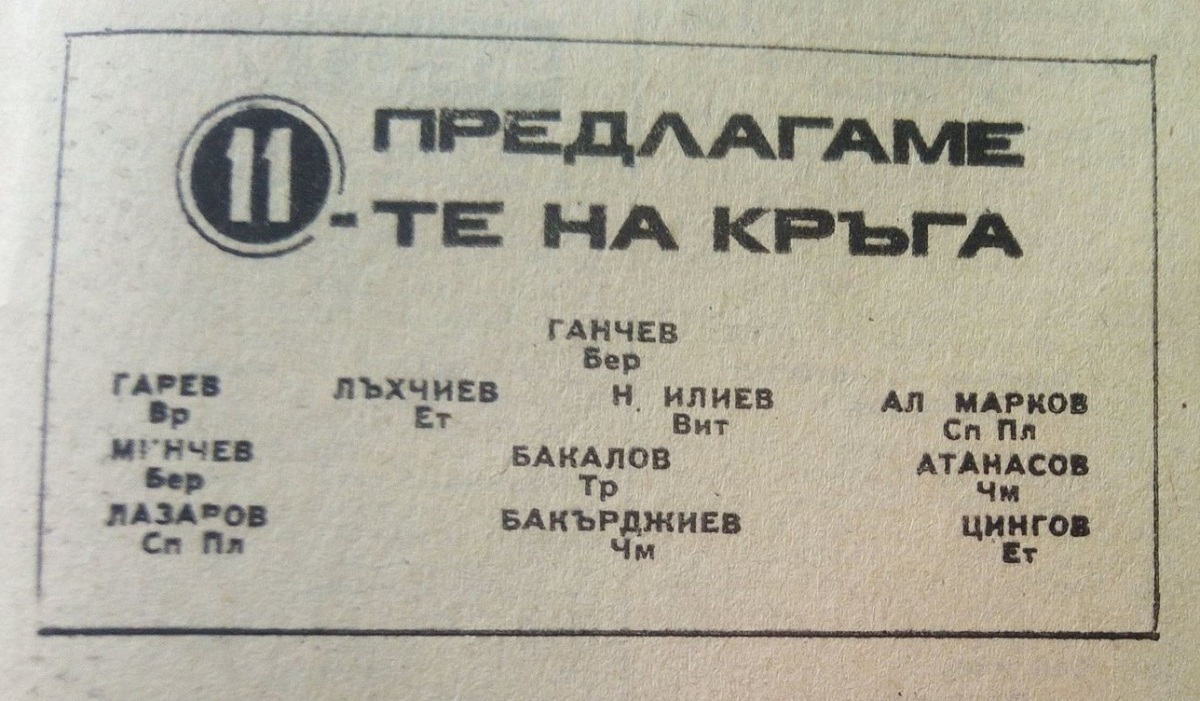 ПРЕДЛАГАМЕ
11-ТЕ НА КРЪГА
ГАНЧЕВ
Бер
ГАРЕВ ЛЪХЧИЕВ Н ИЛИЕВ АЛ МАРКОВ
Вр Ет Вит Сп Пл
МИНЧЕВ БАКАЛОВ АТАНАСОВ
Бер Тр Чм
ЛАЗАРОВ БАКЪРДЖИЕВ ЦИНГОВ
Сп Пл Чм Ет